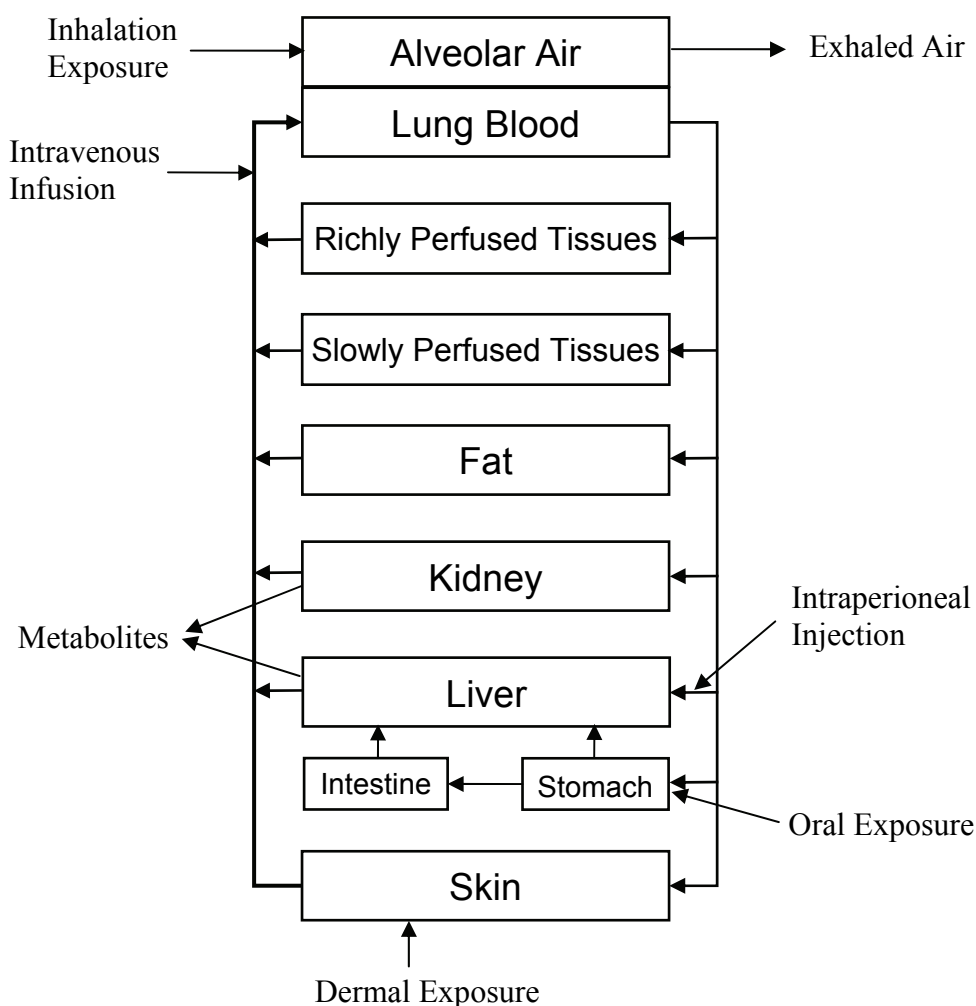 Inhalation
Exposure
Alveolar Air
Exhaled Air
Lung Blood
Intravenous
Infusion
Richly Perfused Tissues
Slowly Perfused Tissues
Fat
Kidney
Intraperioneal
Injection
Metabolites
Liver
Intestine
Stomach
Oral Exposure
Skin
Dermal Exposure